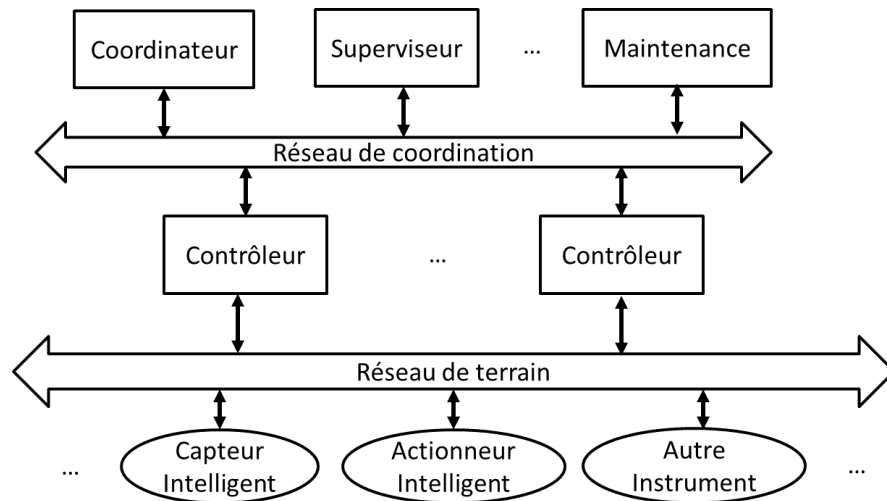 Coordinateur
Superviseur
...
Maintenance
Réseau de coordination
Contrôleur
...
Contrôleur
Réseau de terrain
...
Capteur
Intelligent
Actionneur
Intelligent
Autre
Instrument
...